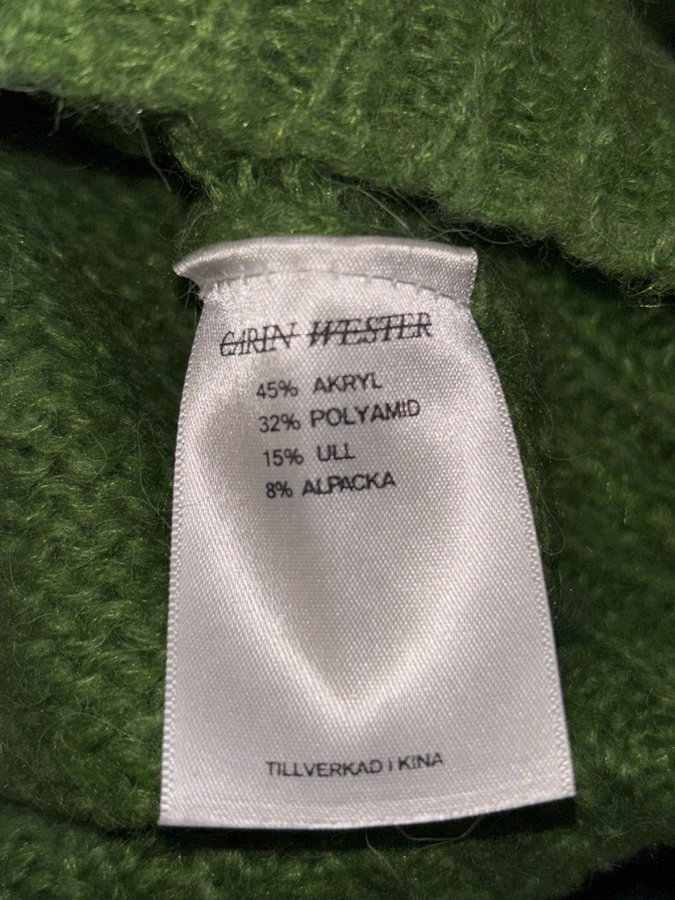 CARIN WESTER
45% AKRYL
32% POLYAMID
15% ULL
8% ALPACKA
TILLVERKAD I KINA